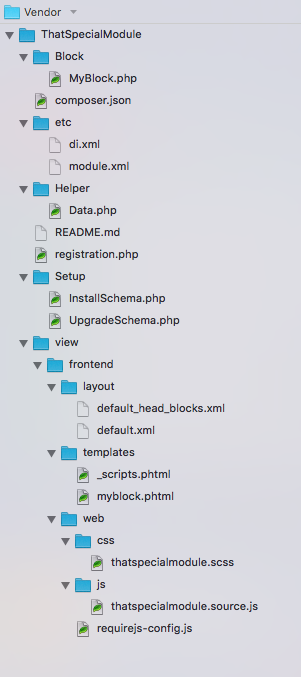 Vendor
ThatSpecialModule
Block
MyBlock.php
composer.json
etc
di.xml
module.xml
Helper
Data.php
README.md
registration.php
Setup
InstallSchema.php
UpgradeSchema.php
view
frontend
layout
default_head_blocks.xml
default.xml
templates
_scripts.phtml
myblock.phtml
web
css
thatspecialmodule.scss
js
thatspecialmodule.source.js
requirejs-config.js